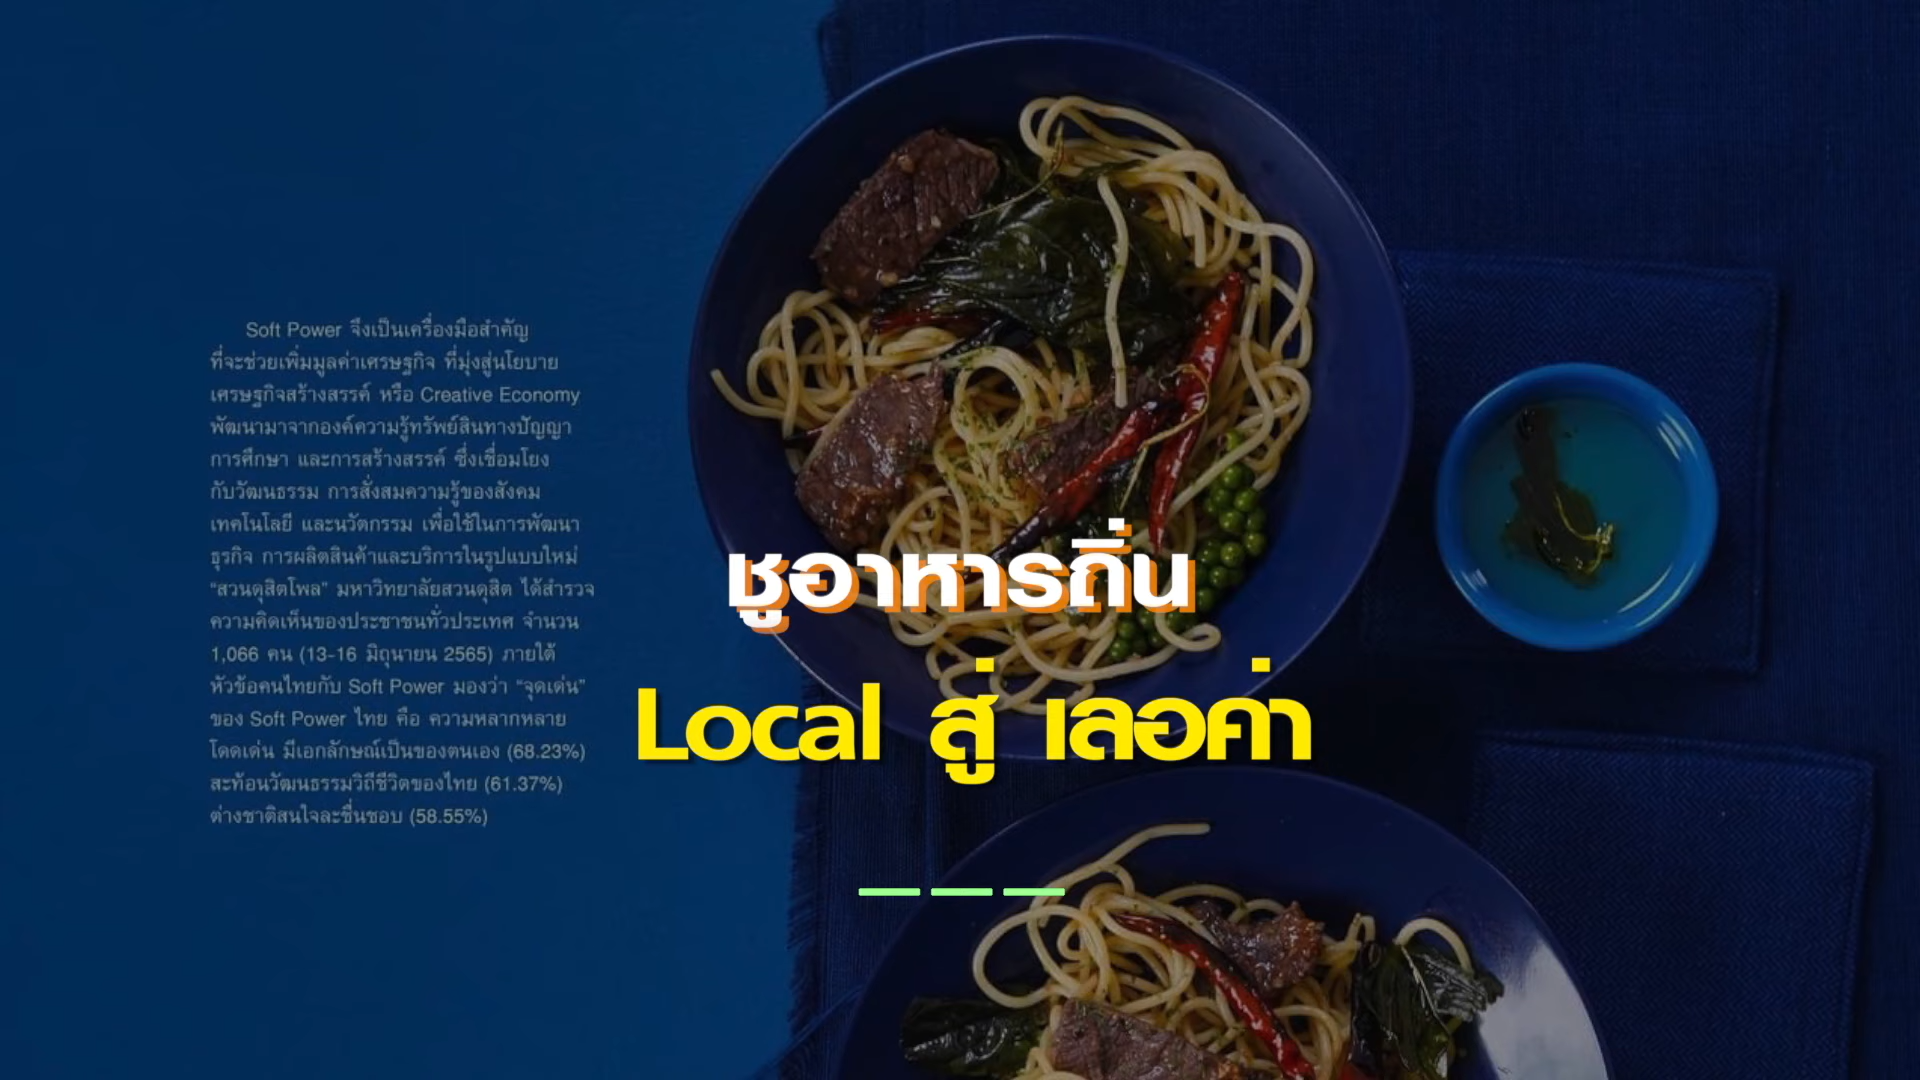 Soft Power จึงเป็นเครื่องมือสำคัญ
ที่จะช่วยเพิ่มมูลค่าเศรษฐกิจ ที่มุ่งสู่นโยบาย
เศรษฐกิจสร้างสรรค์ หรือ Creative Economy
พัฒนามาจากองค์ความรู้ทรัพย์สินทางปัญญา
การศึกษา และการสร้างสรรค์ ซึ่งเชื่อมโยง
กับวัฒนธรรม การสั่งสมความรู้ของสังคม
เทคโนโลยี และนวัตกรรม เพื่อใช้ในการพัฒนา
ธุรกิจ การผลิตสินค้าและบริการในรูปแบบใหม่
"สวนดุสิตโพล" มหาวิทยาลัยสวนดุสิต ได้สำรวจ
ความคิดเห็นของประชาชนทั่วประเทศ จำนวน
1,066 คน (13-16 มิถุนายน 2565) ภายใต้
หัวข้อคนไทยกับ Soft Power มองว่า "จุดเด่น"
ของ Soft Power ไทย คือ ความหลากหลาย
โดดเด่น มีเอกลักษณ์เป็นของตนเอง (68.23%)
สะท้อนวัฒนธรรมวิถีชีวิตของไทย (61.37%)
ต่างชาติสนใจละชื่นชอบ (58.55%)
ชูอาหารถิ่น
Local สู่ เลอค่า